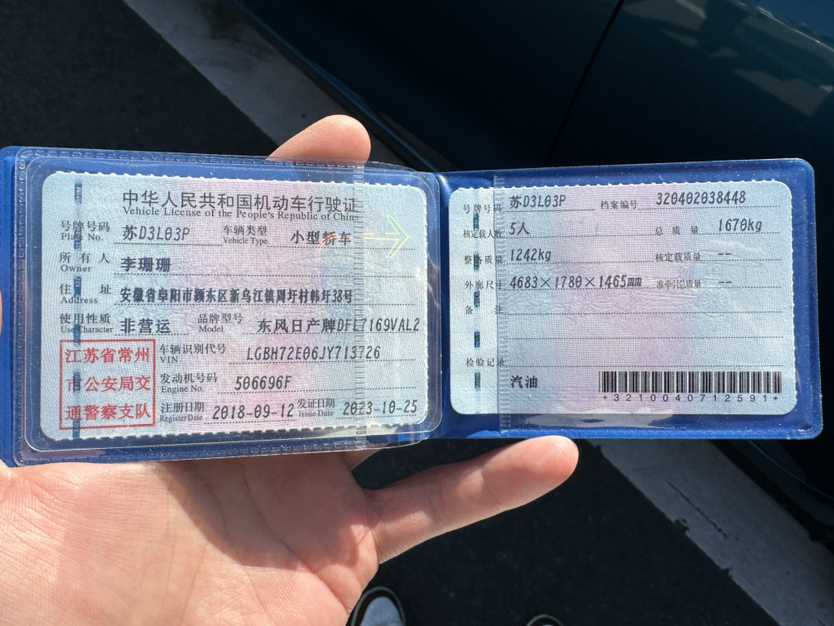 中华人民共和国机动车行驶证
Vehicle License of the People's Republic of China
号牌号码 苏D3L03P 车辆类型 小型轿车
Plate No. Vehicle Type
所有人 李珊珊
Owner
住址 安徽省阜阳市颍东区新乌江镇周圩村韩圩38号
Address
使用性质 非营运 品牌型号 东风日产牌DFL7169VAL2
Use Character Model
江苏省常州
市公安局交
通警察支队
车辆识别代号 LGBH72E06JY713726
VIN
发动机号码 506696F
Engine No.
注册日期 2018-09-12 发证日期 2023-10-25
Register Date Issue Date
号牌号码 苏D3L03P 档案编号 320402038448
核定载人数 5人 总质量 1670kg
整备质量 1242kg 核定载质量 --
外廓尺寸 4683×1780×1465mm 准牵引总质量 --
备注
检验记录
汽油
*321040712591*